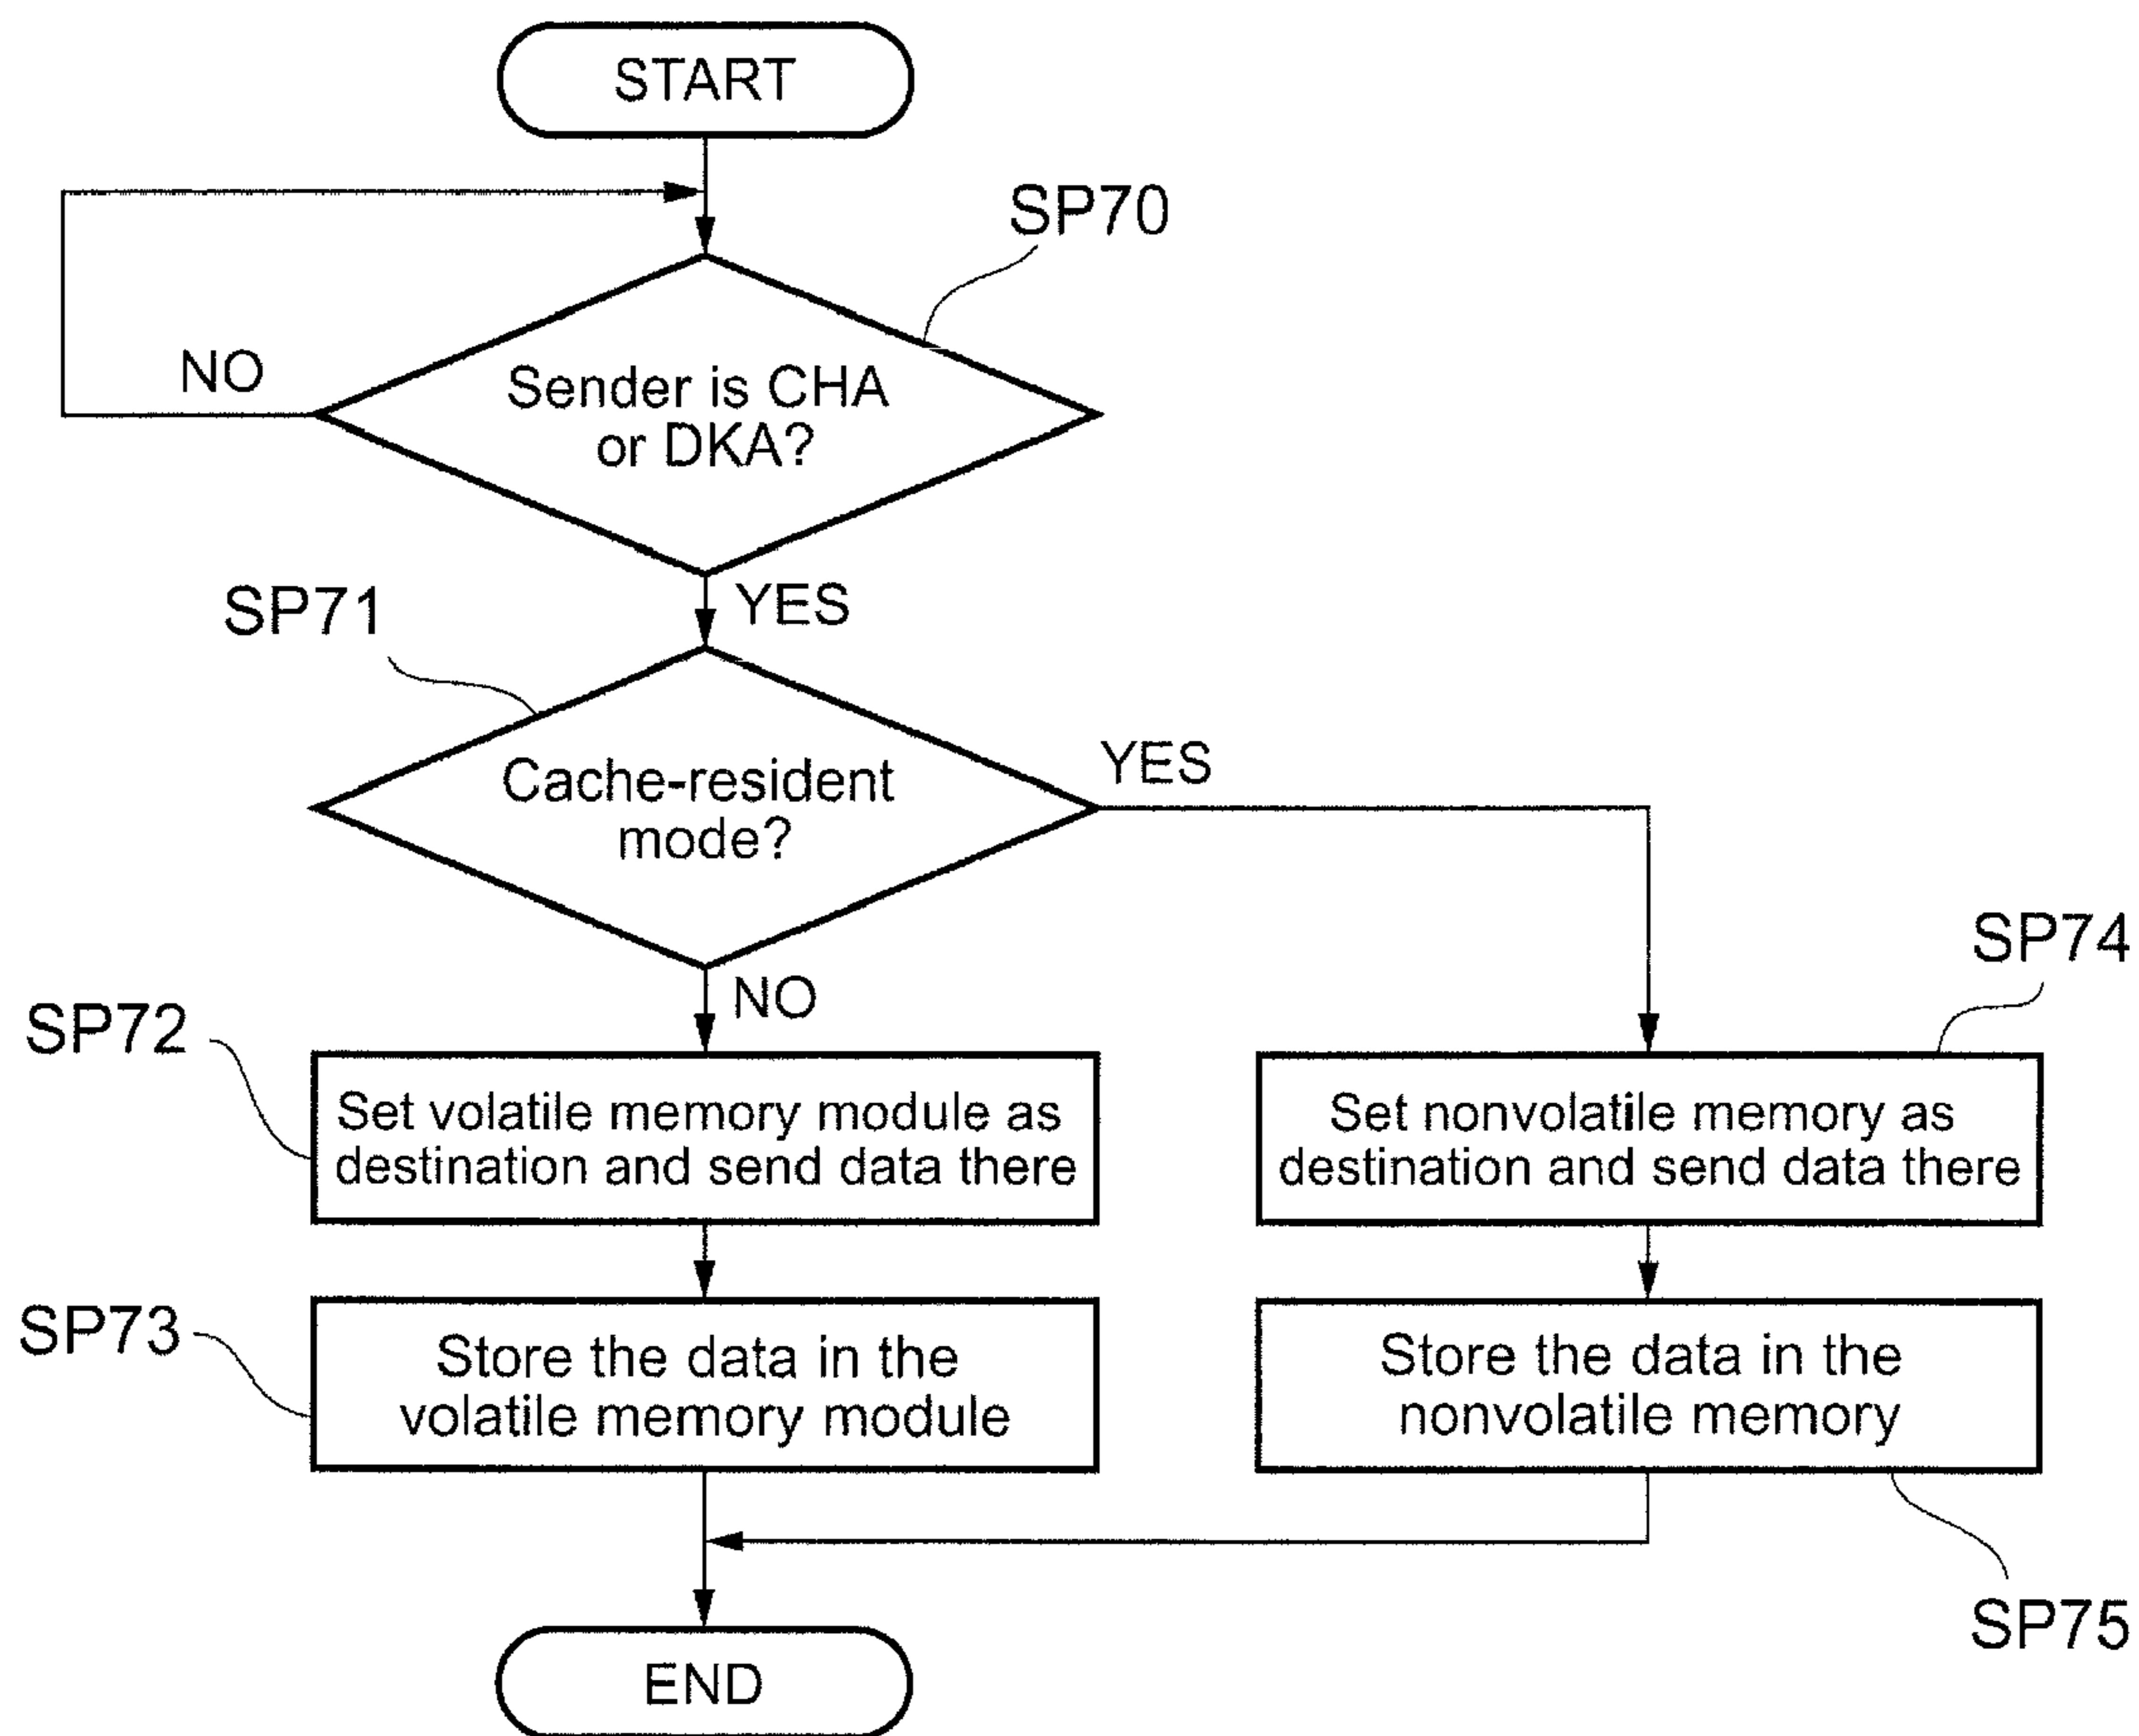 START
SP70
Sender is CHA
or DKA?
NO
YES
SP71
Cache-resident
mode?
YES
NO
SP72
Set volatile memory module as
destination and send data there
SP74
Set nonvolatile memory as
destination and send data there
SP73
Store the data in the
volatile memory module
Store the data in the
nonvolatile memory
SP75
END